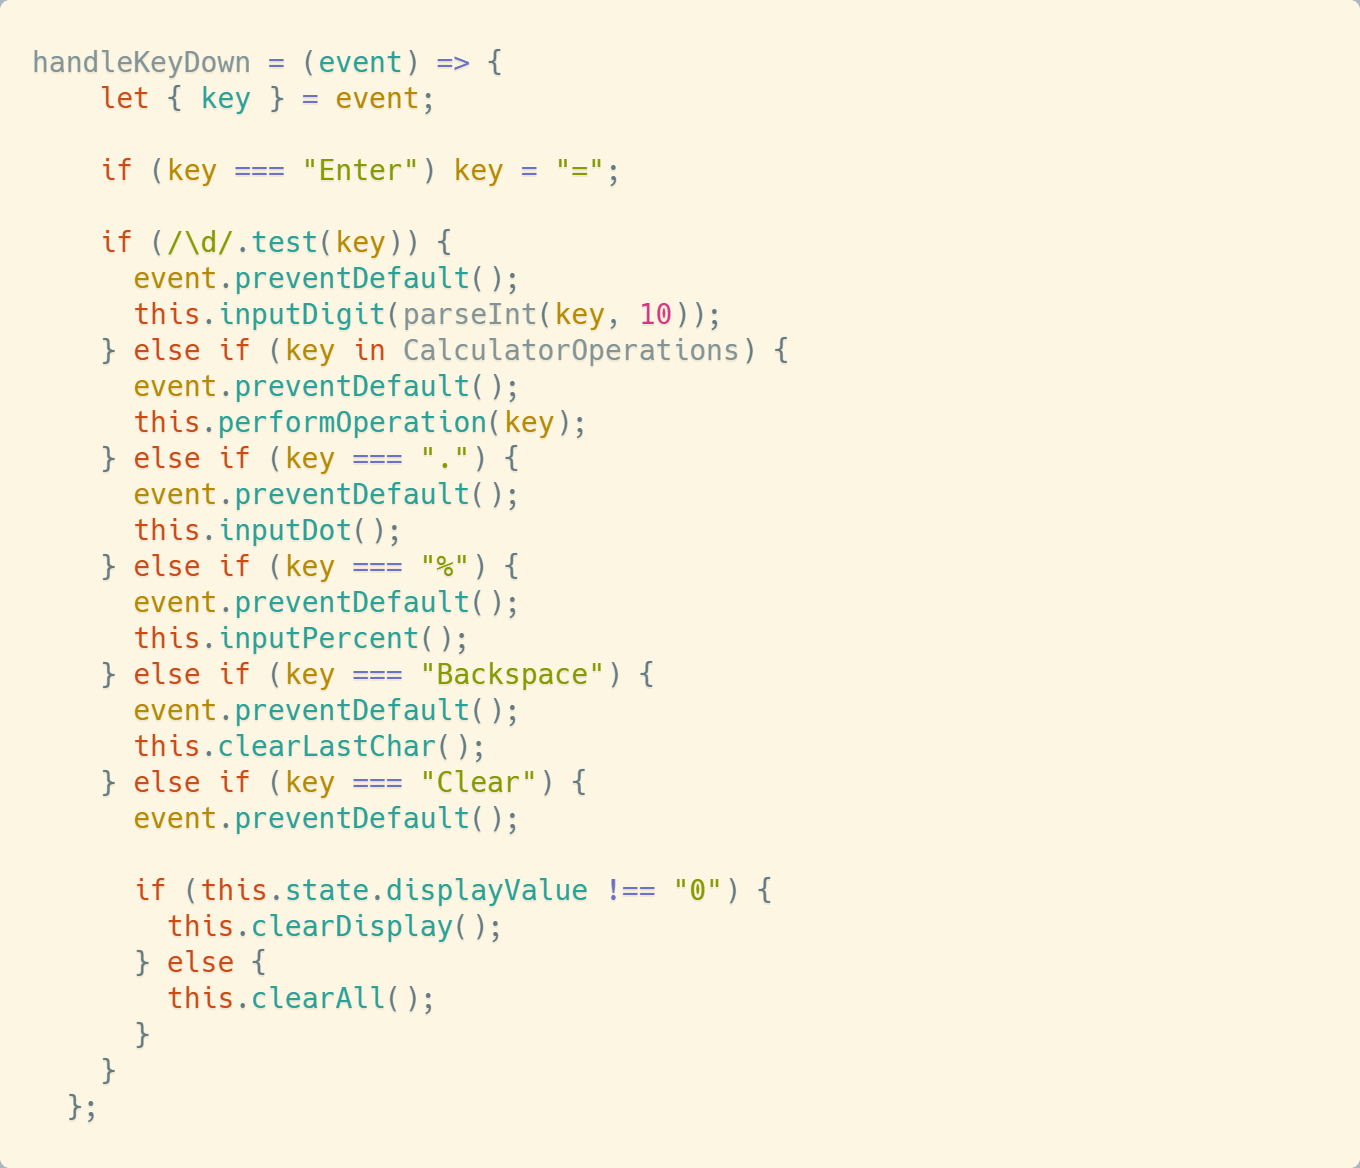 handleKeyDown = (event) => {
    let { key } = event;

    if (key === "Enter") key = "=";

    if (/\d/.test(key)) {
      event.preventDefault();
      this.inputDigit(parseInt(key, 10));
    } else if (key in CalculatorOperations) {
      event.preventDefault();
      this.performOperation(key);
    } else if (key === ".") {
      event.preventDefault();
      this.inputDot();
    } else if (key === "%") {
      event.preventDefault();
      this.inputPercent();
    } else if (key === "Backspace") {
      event.preventDefault();
      this.clearLastChar();
    } else if (key === "Clear") {
      event.preventDefault();

      if (this.state.displayValue !== "0") {
        this.clearDisplay();
      } else {
        this.clearAll();
      }
    }
  };